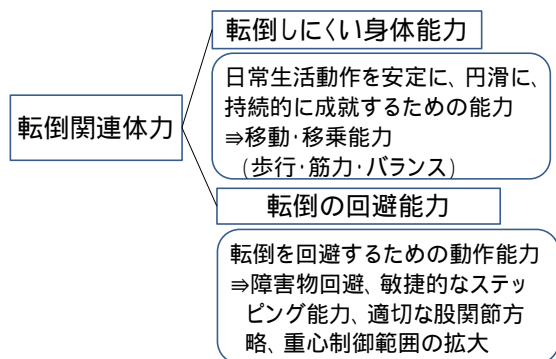 転倒しにくい身体能力
日常生活動作を安定に、円滑に、
持続的に成就するための能力
⇒移動･移乗能力
（歩行･筋力･バランス）
転倒関連体力
転倒の回避能力
転倒を回避するための動作能力
⇒障害物回避、敏捷的なステッ
ピング能力、適切な股関節方
略、重心制御範囲の拡大